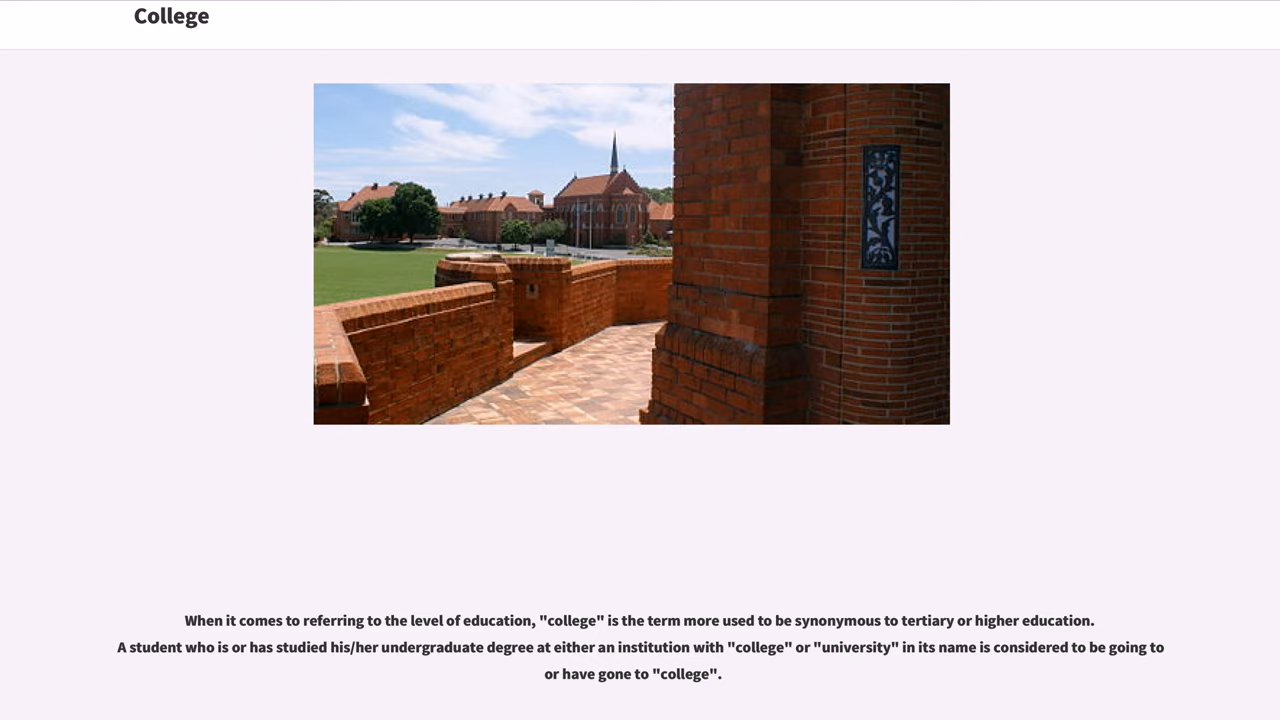 College
When it comes to referring to the level of education, "college" is the term more used to be synonymous to tertiary or higher education.
A student who is or has studied his/her undergraduate degree at either an institution with "college" or "university" in its name is considered to be going to
or have gone to "college".